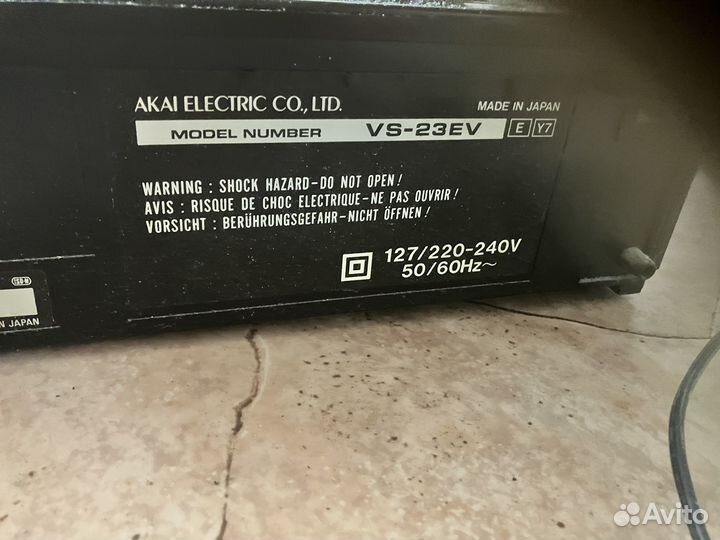 AKAI ELECTRIC CO., LTD.
MADE IN JAPAN
MODEL NUMBER VS-23EV E Y7
WARNING : SHOCK HAZARD-DO NOT OPEN!
AVIS : RISQUE DE CHOC ELECTRIQUE-NE PAS OUVRIR!
VORSICHT : BERÜHRUNGSGEFAHR-NICHT ÖFFNEN!
127/220-240V
50/60Hz~
N JAPAN
Avito